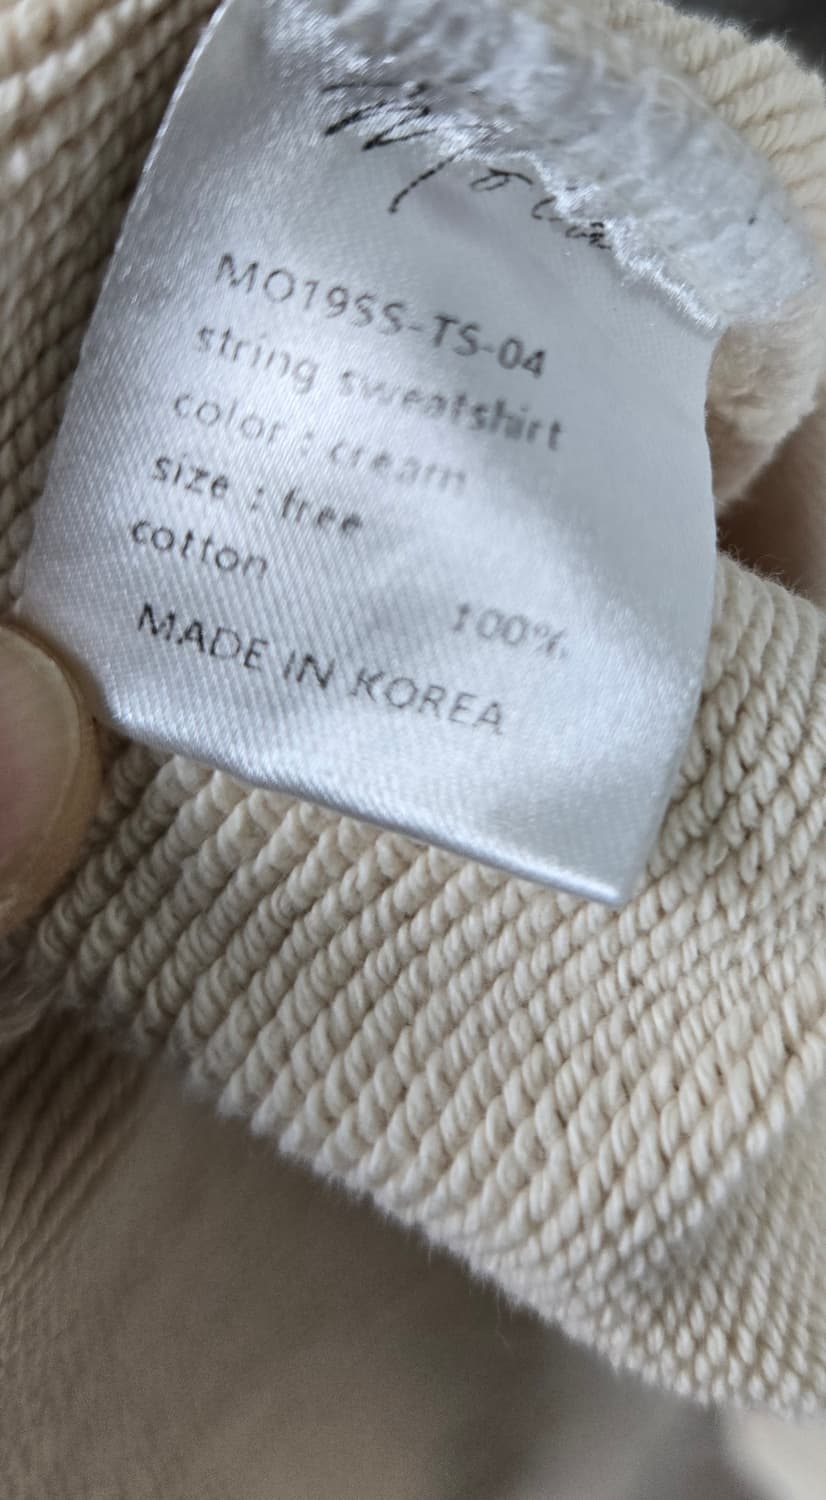 MO19SS-TS-04
string sweatshirt
color : cream
size : free
cotton
100%
MADE IN KOREA